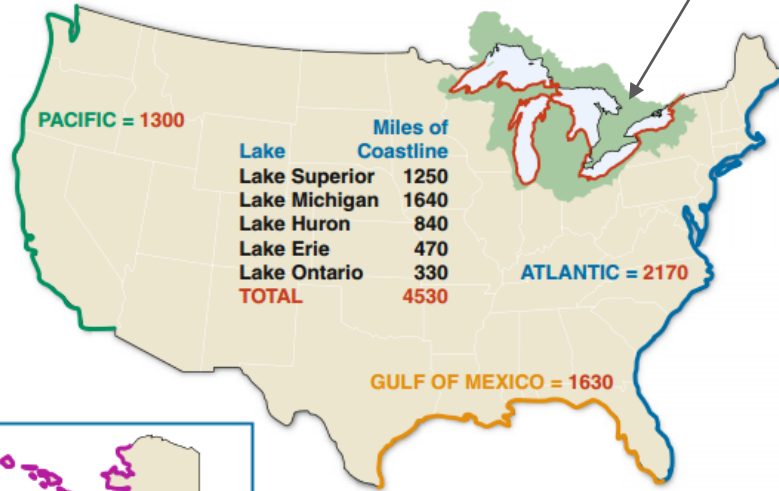 PACIFIC = 1300
Miles of
Lake Coastline
Lake Superior 1250
Lake Michigan 1640
Lake Huron 840
Lake Erie 470
Lake Ontario 330
TOTAL 4530
ATLANTIC = 2170
GULF OF MEXICO = 1630